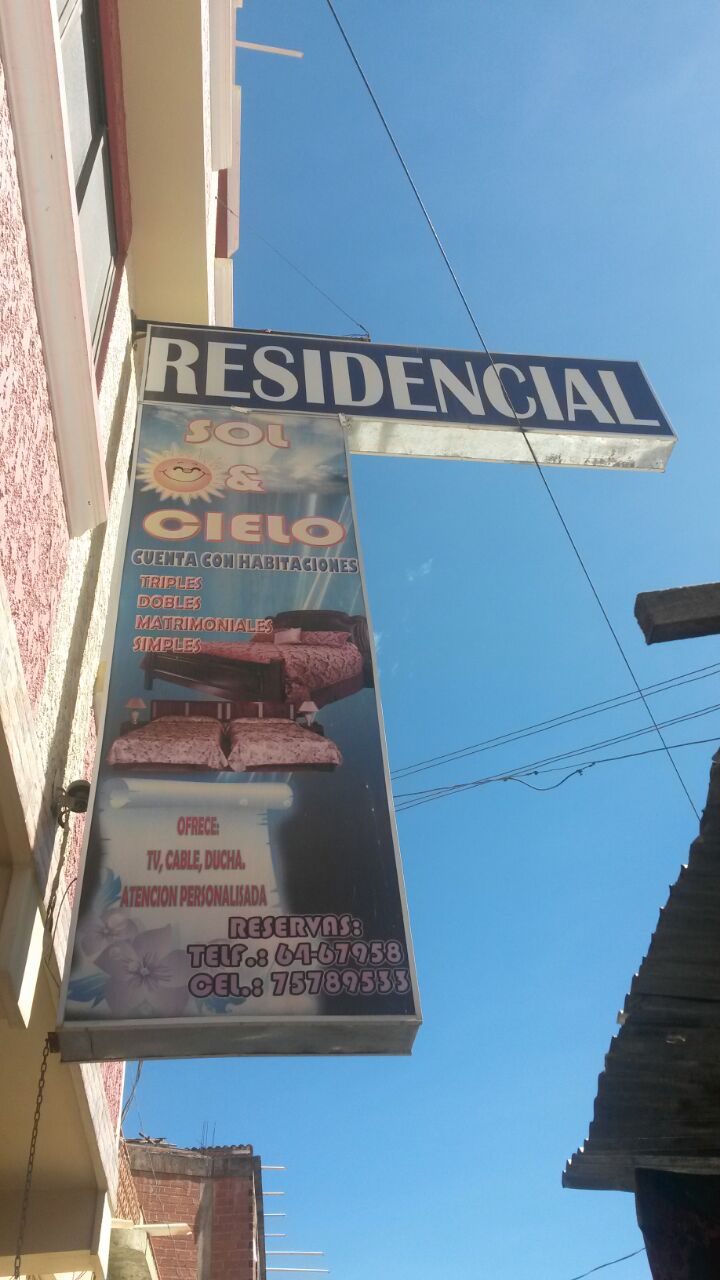 RESIDENCIAL
SOL
&
CIELO
CUENTA CON HABITACIONES
TRIPLES
DOBLES
MATRIMONIALES
SIMPLES
OFRECE:
TV, CABLE, DUCHA.
ATENCION PERSONALISADA
RESERVAS:
TELF.: 64-67958
CEL.: 75789533